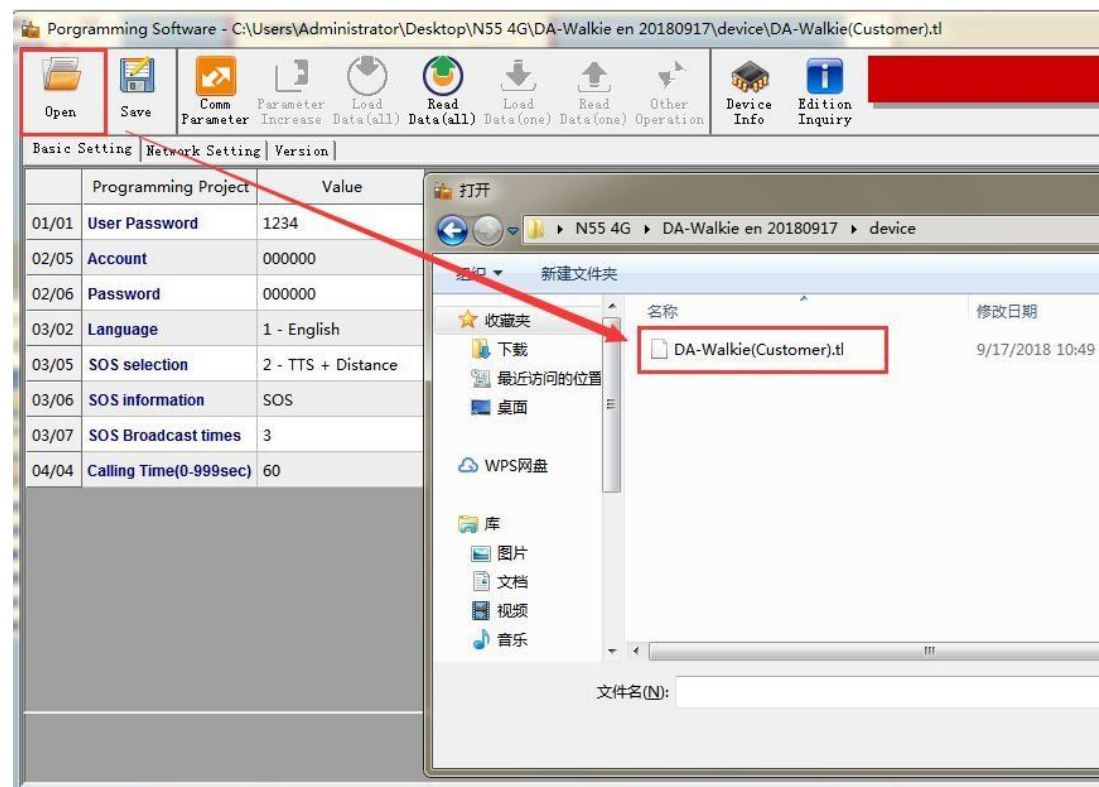 Porgramming Software - C:\Users\Administrator\Desktop\N55 4G\DA-Walkie en 20180917\device\DA-Walkie(Customer).tl
Open
Save
Comm Parameter
Parameter Increase
Load Data(all)
Read Data(all)
Load Data(one)
Read Data(one)
Other Operation
Device Info
Edition Inquiry
Basic Setting Network Setting Version
Programming Project Value
01/01 User Password 1234
02/05 Account 000000
02/06 Password 000000
03/02 Language 1 - English
03/05 SOS selection 2 - TTS + Distance
03/06 SOS information SOS
03/07 SOS Broadcast times 3
04/04 Calling Time(0-999sec) 60
打开
N55 4G DA-Walkie en 20180917 device
组织 新建文件夹
名称 修改日期
DA-Walkie(Customer).tl 9/17/2018 10:49
收藏夹
下载
最近访问的位置
桌面
WPS网盘
库
图片
文档
视频
音乐
文件名(N):